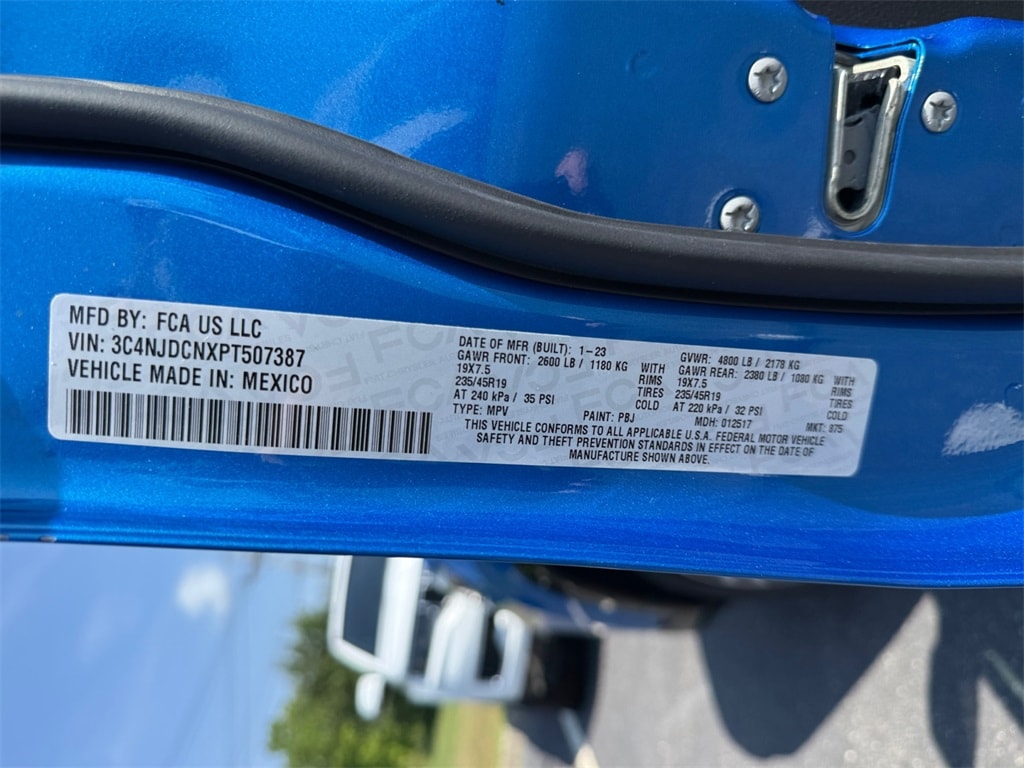 MFD BY: FCA US LLC
VIN: 3C4NJDCNXPT507387
VEHICLE MADE IN: MEXICO
DATE OF MFR (BUILT): 1-23 GVWR: 4800 LB / 2178 KG
GAWR FRONT: 2600 LB / 1180 KG WITH GAWR REAR: 2380 LB / 1080 KG WITH
19X7.5 RIMS 19X7.5 RIMS
235/45R19 TIRES 235/45R19 TIRES
AT 240 kPa / 35 PSI COLD AT 220 kPa / 32 PSI COLD
TYPE: MPV PAINT: PBJ MDH: 012517 MKT: 875
THIS VEHICLE CONFORMS TO ALL APPLICABLE U.S.A. FEDERAL MOTOR VEHICLE
SAFETY AND THEFT PREVENTION STANDARDS IN EFFECT ON THE DATE OF
MANUFACTURE SHOWN ABOVE.